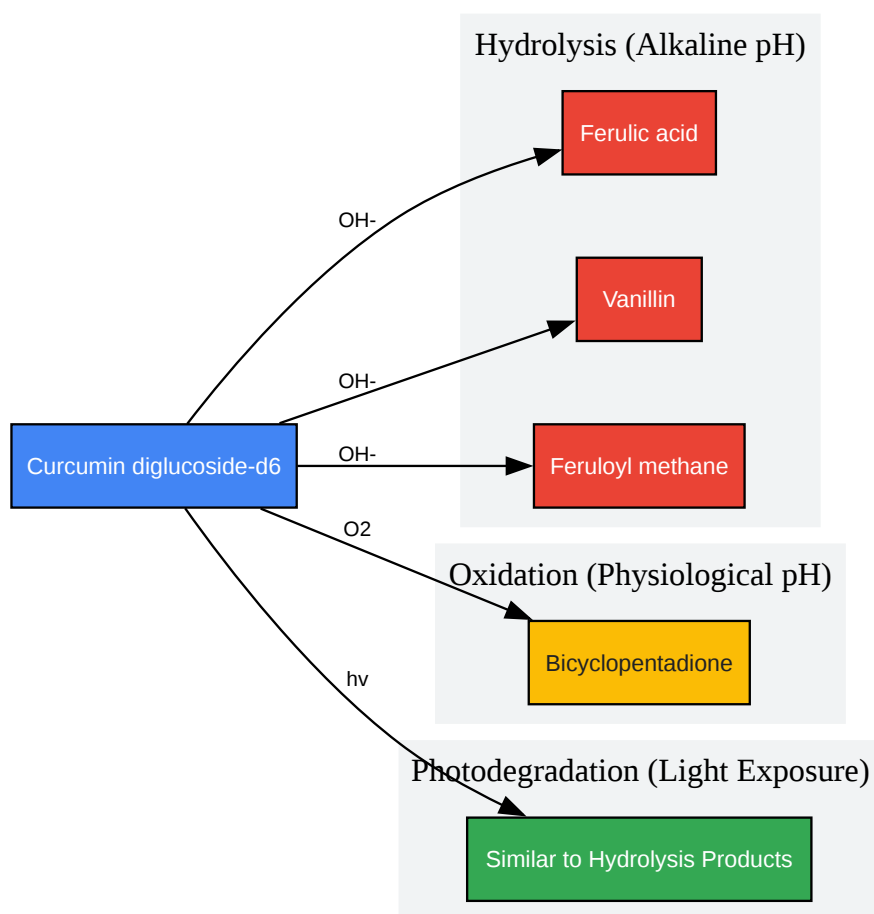 Hydrolysis (Alkaline pH)
Ferulic acid
OH-
Vanillin
OH-
Curcumin diglucoside-d6
OH-
Feruloyl methane
O2
Oxidation (Physiological pH)
Bicyclopentadione
hv
Photodegradation (Light Exposure)
Similar to Hydrolysis Products